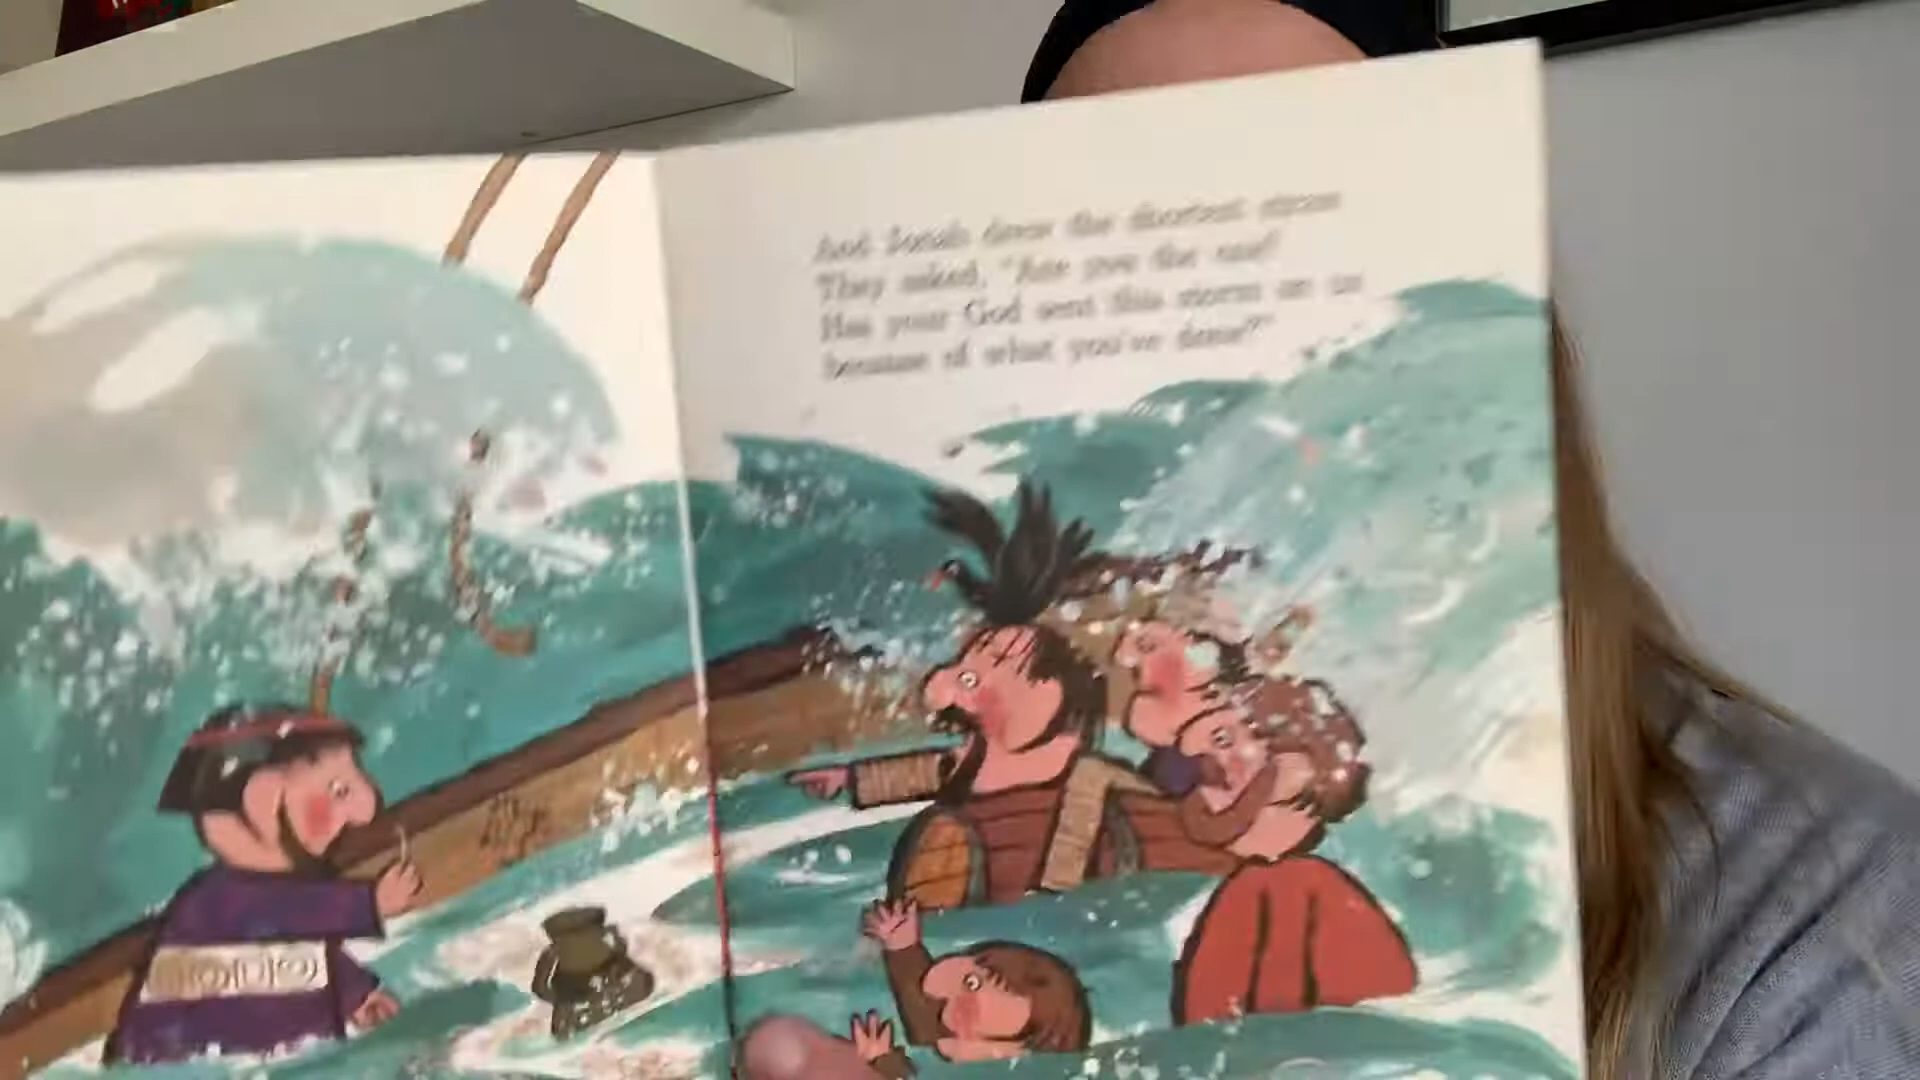 And Jonah drew the shortest straw
They asked, "Are you the one?
Has your God sent this storm on us
because of what you've done?"